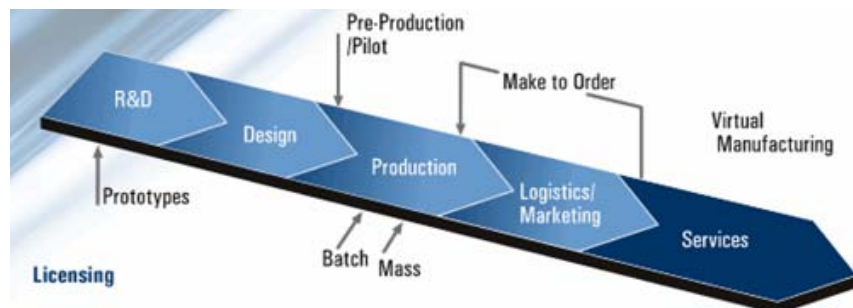 Pre-Production
/Pilot
Make to Order
R&D
Virtual
Manufacturing
Design
Production
Prototypes
Logistics/
Marketing
Batch
Mass
Services
Licensing